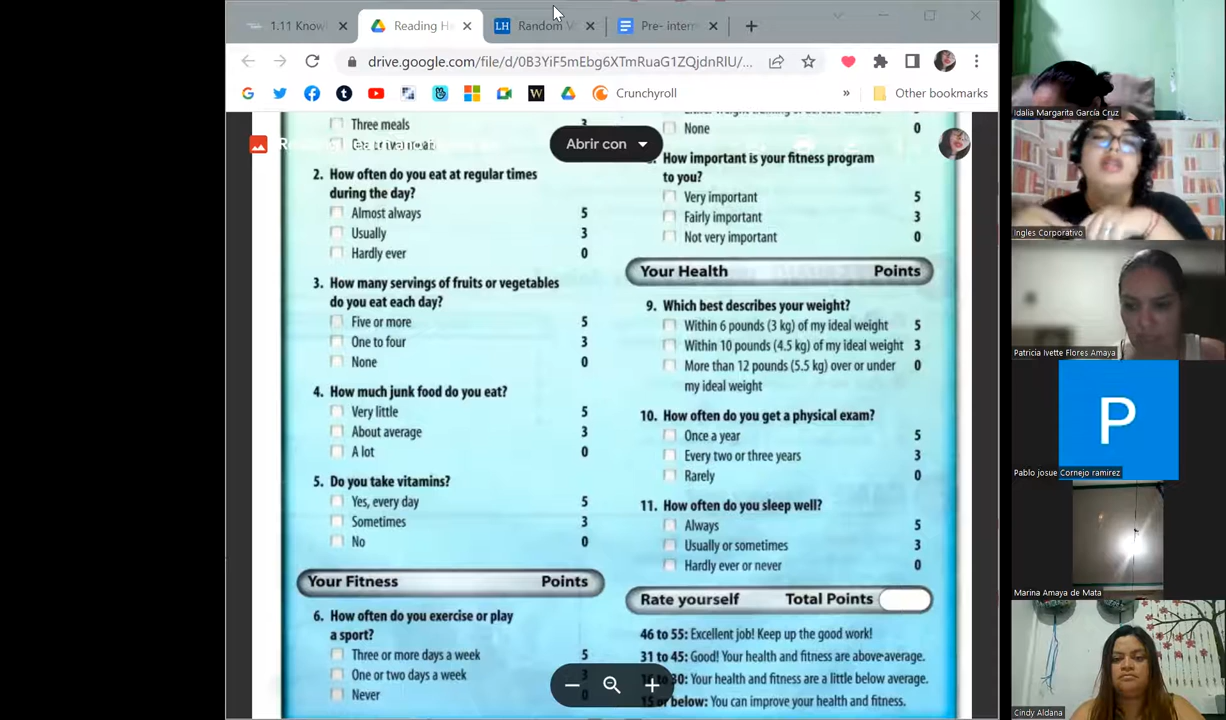 1.11 Know
Reading He
LH
Random V
Pre- inter
drive.google.com/file/d/0B3YiF5mEbg6XTmRuaG1ZQjdnRlU/...
W
Crunchyroll
»
Other bookmarks
Abrir con
Three meals 3
2. How often do you eat at regular times
during the day?
Almost always 5
Usually 3
Hardly ever 0
3. How many servings of fruits or vegetables
do you eat each day?
Five or more 5
One to four 3
None 0
4. How much junk food do you eat?
Very little 5
About average 3
A lot 0
5. Do you take vitamins?
Yes, every day 5
Sometimes 3
No 0
Your Fitness Points
6. How often do you exercise or play
a sport?
Three or more days a week 5
One or two days a week 3
Never 0
None 0
How important is your fitness program
to you?
Very important 5
Fairly important 3
Not very important 0
Your Health Points
9. Which best describes your weight?
Within 6 pounds (3 kg) of my ideal weight 5
Within 10 pounds (4.5 kg) of my ideal weight 3
More than 12 pounds (5.5 kg) over or under 0
my ideal weight
10. How often do you get a physical exam?
Once a year 5
Every two or three years 3
Rarely 0
11. How often do you sleep well?
Always 5
Usually or sometimes 3
Hardly ever or never 0
Rate yourself Total Points
46 to 55: Excellent job! Keep up the good work!
31 to 45: Good! Your health and fitness are above average.
to 30: Your health and fitness are a little below average.
or below: You can improve your health and fitness.
Idalia Margarita García Cruz
Ingles Corporativo
Patricia Ivette Flores Amaya
P
Pablo josue Cornejo ramirez
Marina Amaya de Mata
Cindy Aldana